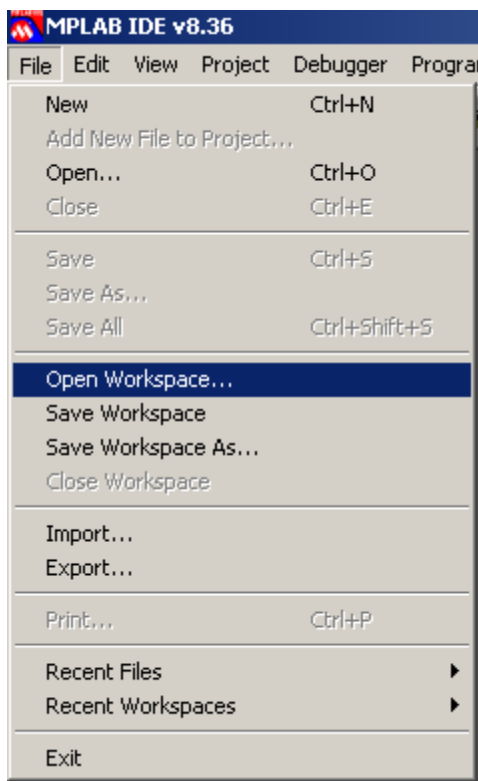 MPLAB IDE v8.36
File Edit View Project Debugger Progra
New Ctrl+N
Add New File to Project...
Open... Ctrl+O
Close Ctrl+E
Save Ctrl+S
Save As...
Save All Ctrl+Shift+S
Open Workspace...
Save Workspace
Save Workspace As...
Close Workspace
Import...
Export...
Print... Ctrl+P
Recent Files
Recent Workspaces
Exit